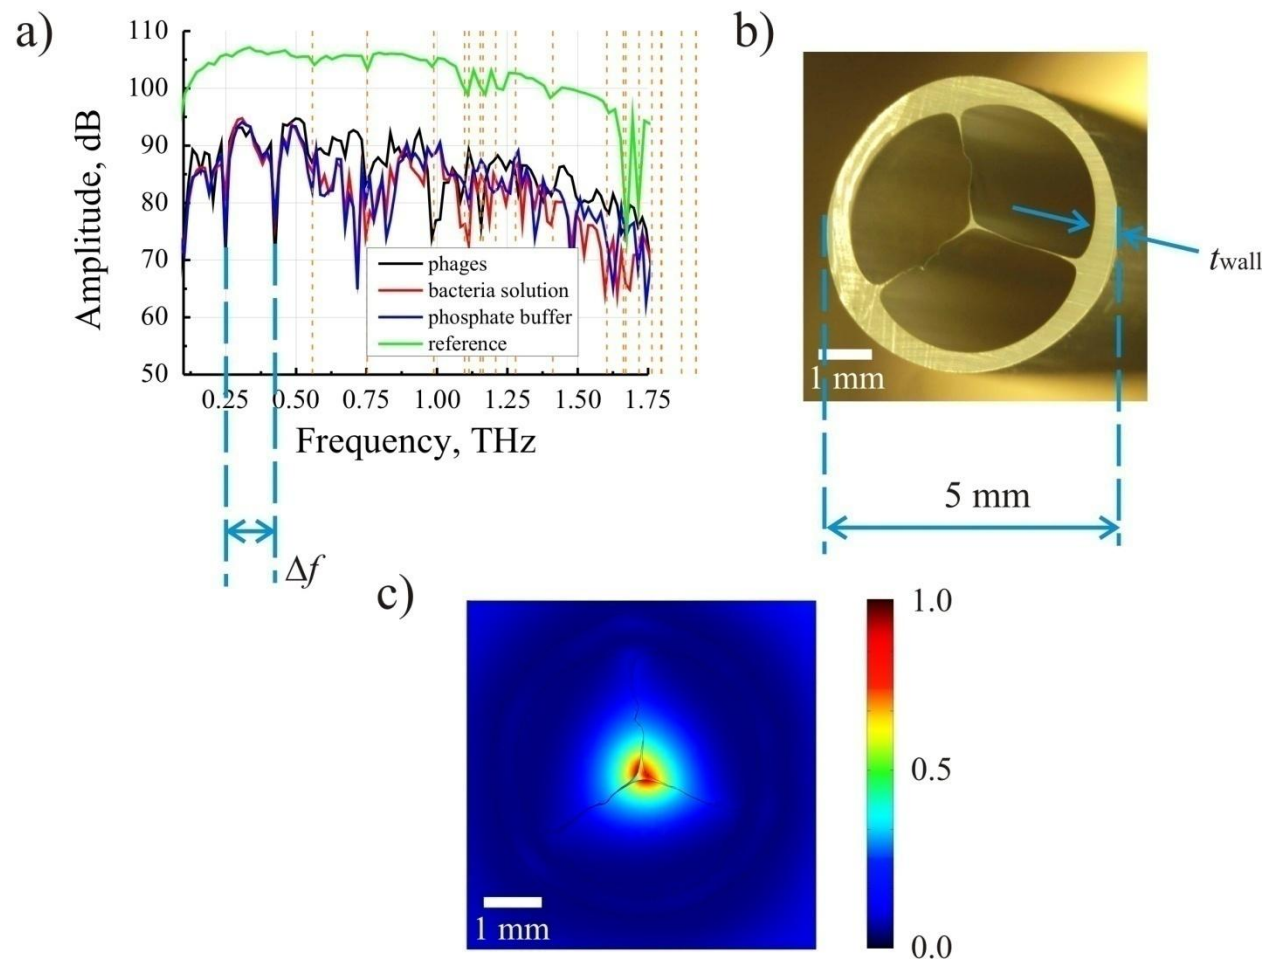 a)
110
100
90
80
70
60
50
Amplitude, dB
phages
bacteria solution
phosphate buffer
reference
0.25 0.50 0.75 1.00 1.25 1.50 1.75
Frequency, THz
Δf
b)
twall
1 mm
5 mm
c)
1 mm
1.0
0.5
0.0